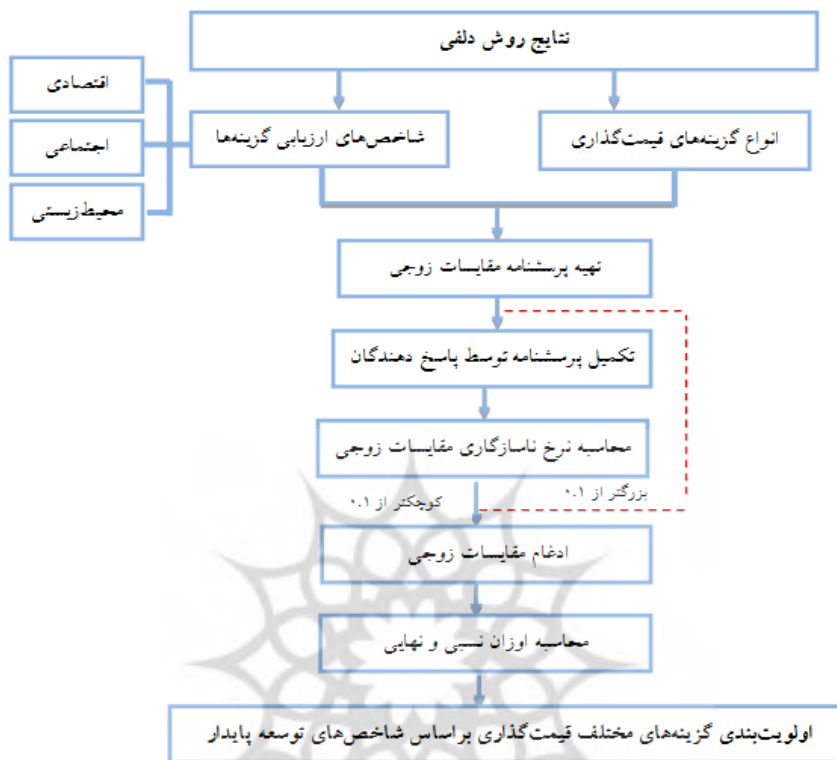 نتایج روش دلفی
انواع گزینه‌های قیمت‌گذاری
شاخص‌های ارزیابی گزینه‌ها
اقتصادی
اجتماعی
محیط‌زیستی
تهیه پرسشنامه مقایسات زوجی
تکمیل پرسشنامه توسط پاسخ دهندگان
محاسبه نرخ ناسازگاری مقایسات زوجی
بزرگتر از ۰.۱
کوچکتر از ۰.۱
ادغام مقایسات زوجی
محاسبه اوزان نسبی و نهایی
اولویت‌بندی گزینه‌های مختلف قیمت‌گذاری براساس شاخص‌های توسعه پایدار